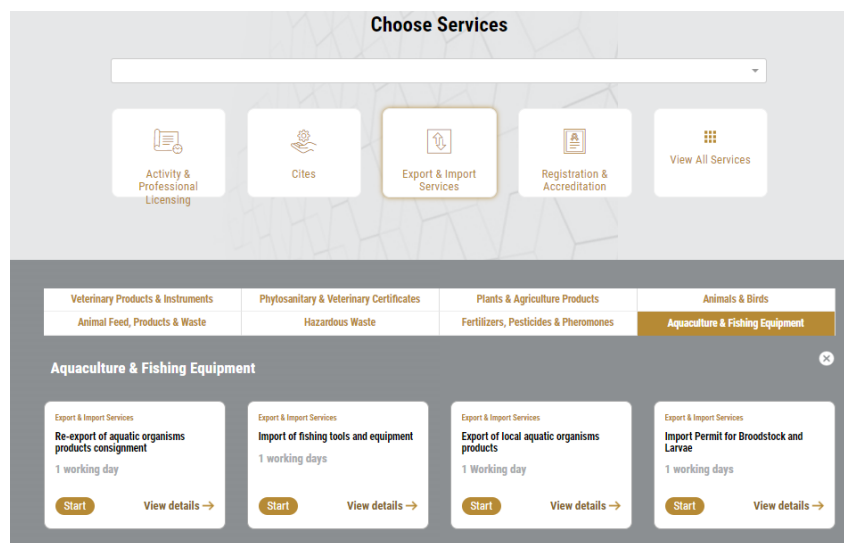 Choose Services
Activity &
Professional
Licensing
Cites
Export & Import
Services
Registration &
Accreditation
View All Services
Veterinary Products & Instruments
Phytosanitary & Veterinary Certificates
Plants & Agriculture Products
Animals & Birds
Animal Feed, Products & Waste
Hazardous Waste
Fertilizers, Pesticides & Pheromones
Aquaculture & Fishing Equipment
Aquaculture & Fishing Equipment
Export & Import Services
Re-export of aquatic organisms
products consignment
1 working day
Start
View details →
Export & Import Services
Import of fishing tools and equipment
1 working days
Start
View details →
Export & Import Services
Export of local aquatic organisms
products
1 Working day
Start
View details →
Export & Import Services
Import Permit for Broodstock and
Larvae
1 working days
Start
View details →